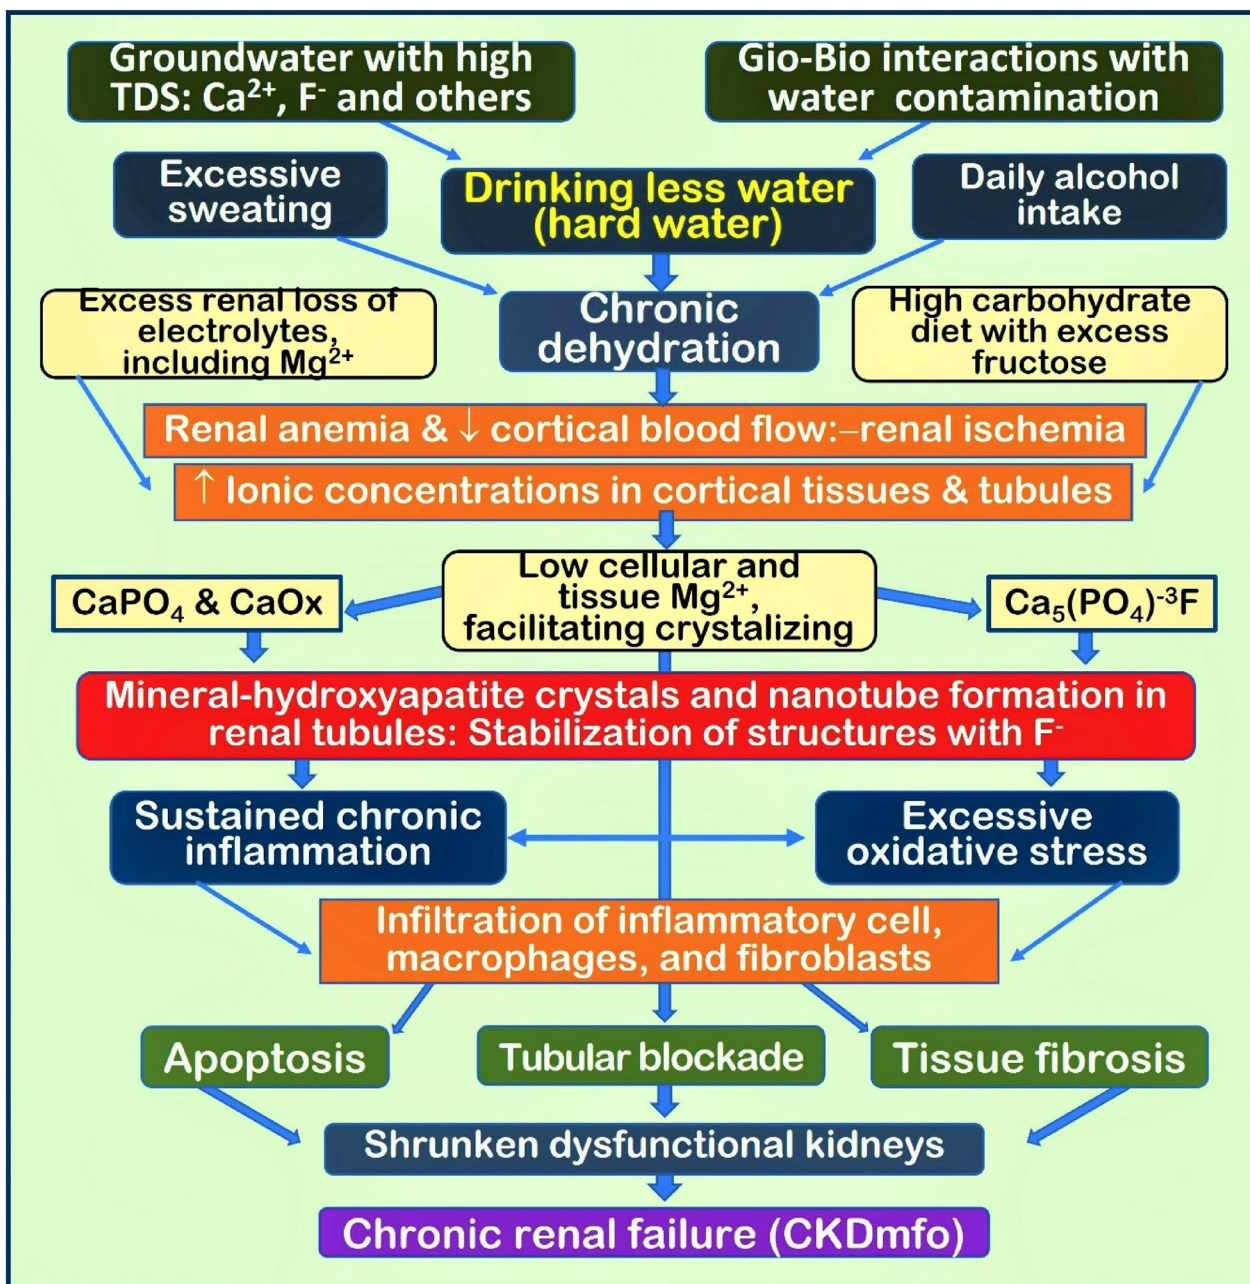 Groundwater with high
TDS: Ca²⁺, F⁻ and others
Gio-Bio interactions with
water contamination
Excessive
sweating
Drinking less water
(hard water)
Daily alcohol
intake
Excess renal loss of
electrolytes,
including Mg²⁺
Chronic
dehydration
High carbohydrate
diet with excess
fructose
Renal anemia & ↓ cortical blood flow:–renal ischemia
↑ Ionic concentrations in cortical tissues & tubules
CaPO₄ & CaOx
Low cellular and
tissue Mg²⁺,
facilitating crystalizing
Ca₅(PO₄)⁻³F
Mineral-hydroxyapatite crystals and nanotube formation in
renal tubules: Stabilization of structures with F⁻
Sustained chronic
inflammation
Excessive
oxidative stress
Infiltration of inflammatory cell,
macrophages, and fibroblasts
Apoptosis
Tubular blockade
Tissue fibrosis
Shrunken dysfunctional kidneys
Chronic renal failure (CKDmfo)